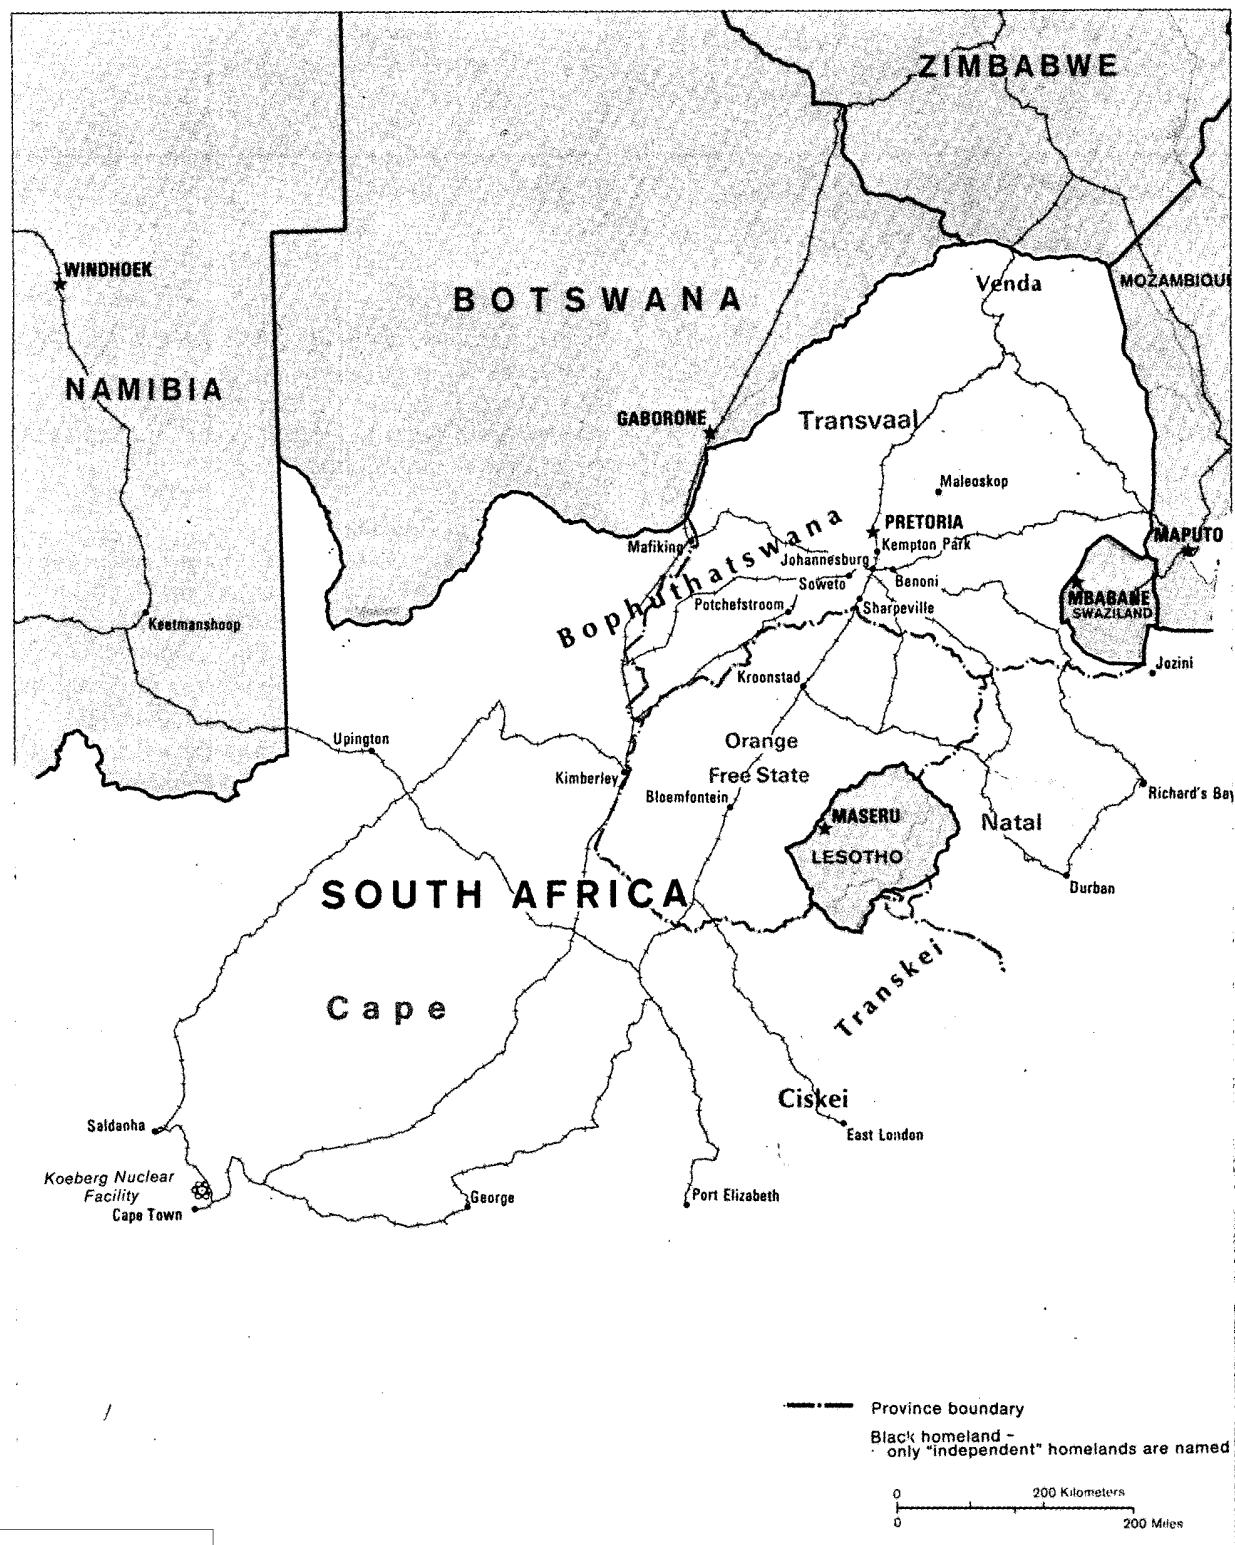 ZIMBABWE
WINDHOEK
BOTSWANA
Venda
MOZAMBIQU
NAMIBIA
GABORONE
Transvaal
Maleoskop
PRETORIA
Kempton Park
MAPUTO
Mafiking
Bophuthatswana
Johannesburg
Soweto
Benoni
MBABANE
SWAZILAND
Potchefstroom
Sharpeville
Keetmanshoop
Jozini
Kroonstad
Upington
Orange
Free State
Kimberley
Bloemfontein
Richard's Bay
MASERU
LESOTHO
Natal
Durban
SOUTH AFRICA
Transkei
Cape
Ciskei
East London
Saldanha
Koeberg Nuclear
Facility
Cape Town
George
Port Elizabeth
Province boundary
Black homeland -
only "independent" homelands are named
0 200 Kilometers
0 200 Miles